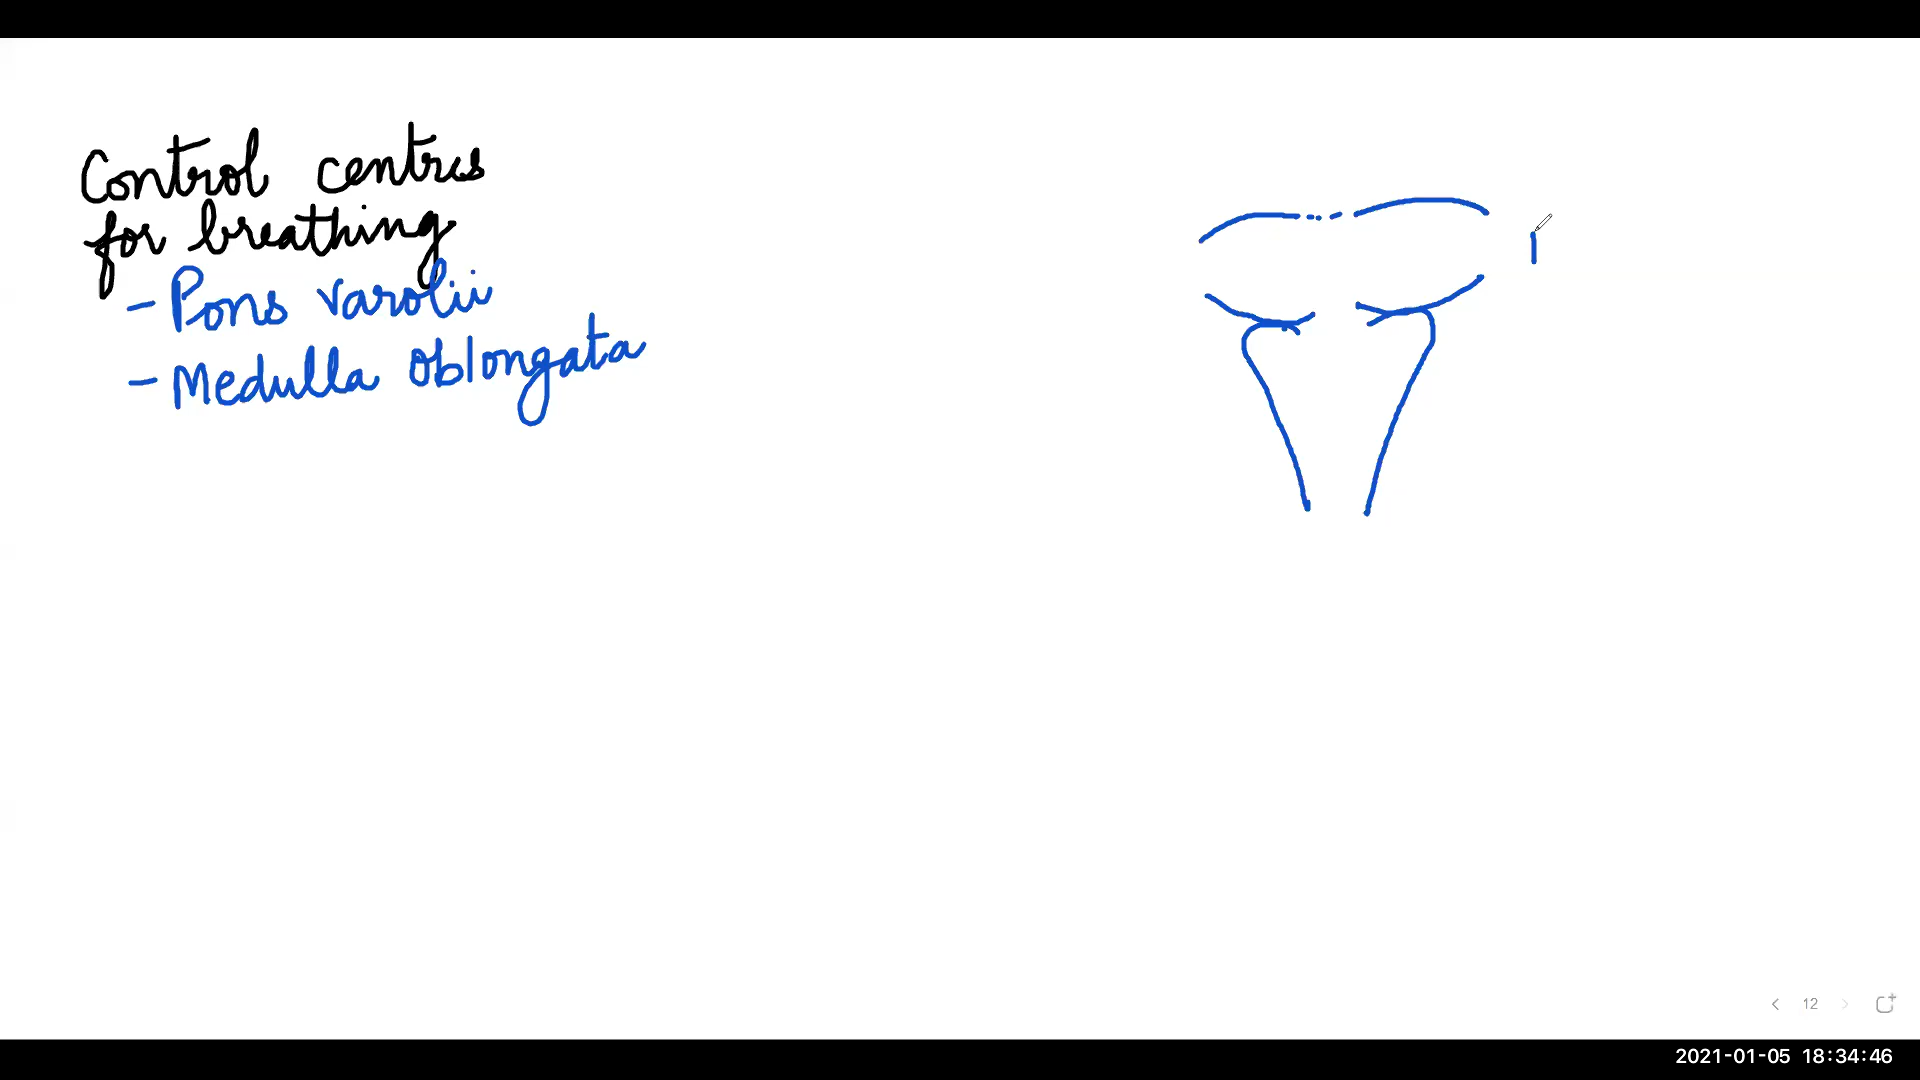 Control centres
for breathing
- Pons varolii
- Medulla oblongata
12
2021-01-05 18:34:46